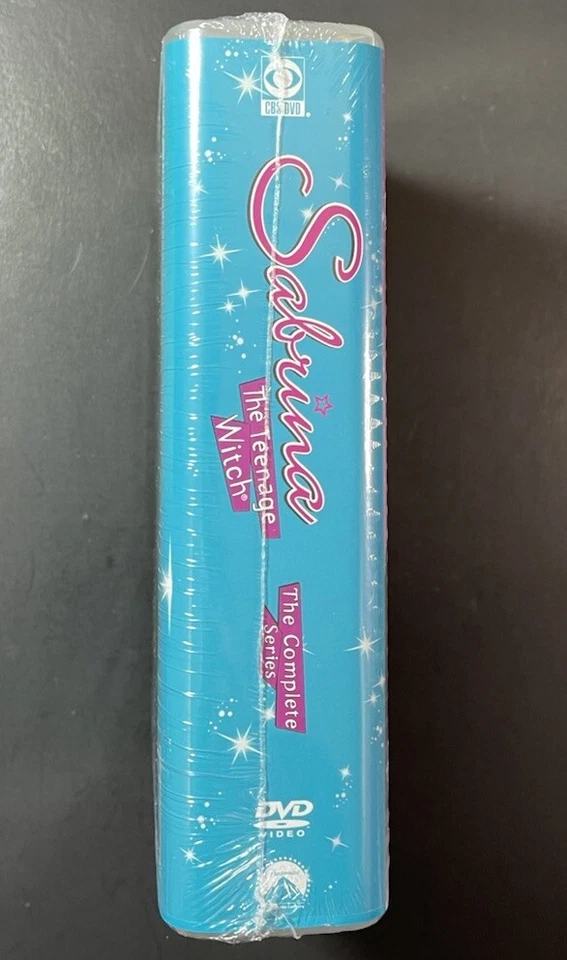 CBS DVD
Sabrina
The Teenage
Witch®
The Complete
Series
DVD
VIDEO